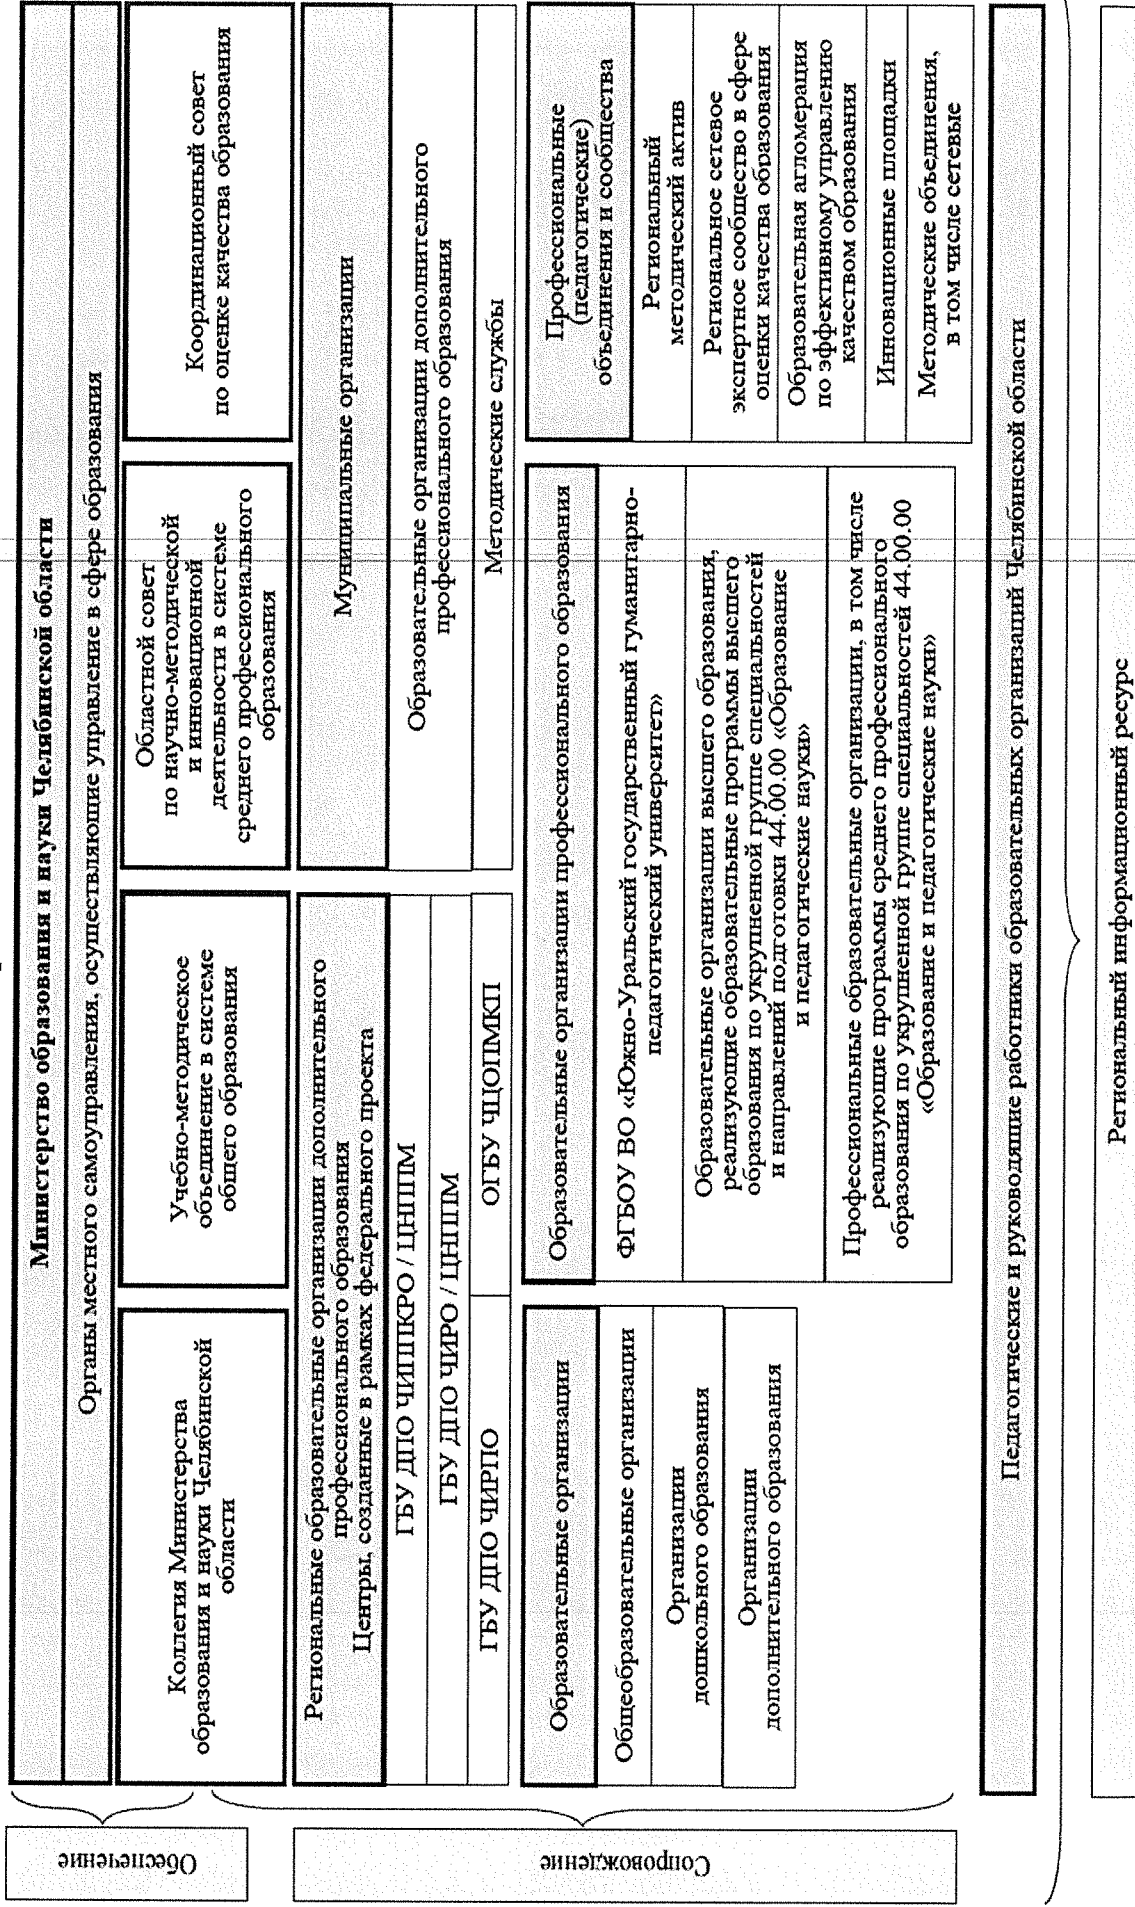 Обеспечение
Министерство образования и науки Челябинской области
Органы местного самоуправления, осуществляющие управление в сфере образования
Коллегия Министерства
образования и науки Челябинской
области
Учебно-методическое
объединение в системе
общего образования
Областной совет
по научно-методической
и инновационной
деятельности в системе
среднего профессионального
образования
Координационный совет
по оценке качества образования
Сопровождение
Региональные образовательные организации дополнительного
профессионального образования
Центры, созданные в рамках федерального проекта
ГБУ ДПО ЧИППКРО / ЦНППМ
ГБУ ДПО ЧИРО / ЦНППМ
ГБУ ДПО ЧИРПО
ОГБУ ЧЦОПМКП
Муниципальные организации
Образовательные организации дополнительного
профессионального образования
Методические службы
Образовательные организации
Общеобразовательные организации
Организации
дошкольного образования
Организации
дополнительного образования
Образовательные организации профессионального образования
ФГБОУ ВО «Южно-Уральский государственный гуманитарно-
педагогический университет»
Образовательные организации высшего образования,
реализующие образовательные программы высшего
образования по укрупненной группе специальностей
и направлений подготовки 44.00.00 «Образование
и педагогические науки»
Профессиональные образовательные организации, в том числе
реализующие программы среднего профессионального
образования по укрупненной группе специальностей 44.00.00
«Образование и педагогические науки»
Профессиональные
(педагогические)
объединения и сообщества
Региональный
методический актив
Региональное сетевое
экспертное сообщество в сфере
оценки качества образования
Образовательная агломерация
по эффективному управлению
качеством образования
Инновационные площадки
Методические объединения,
в том числе сетевые
Педагогические и руководящие работники образовательных организаций Челябинской области
Региональный информационный ресурс